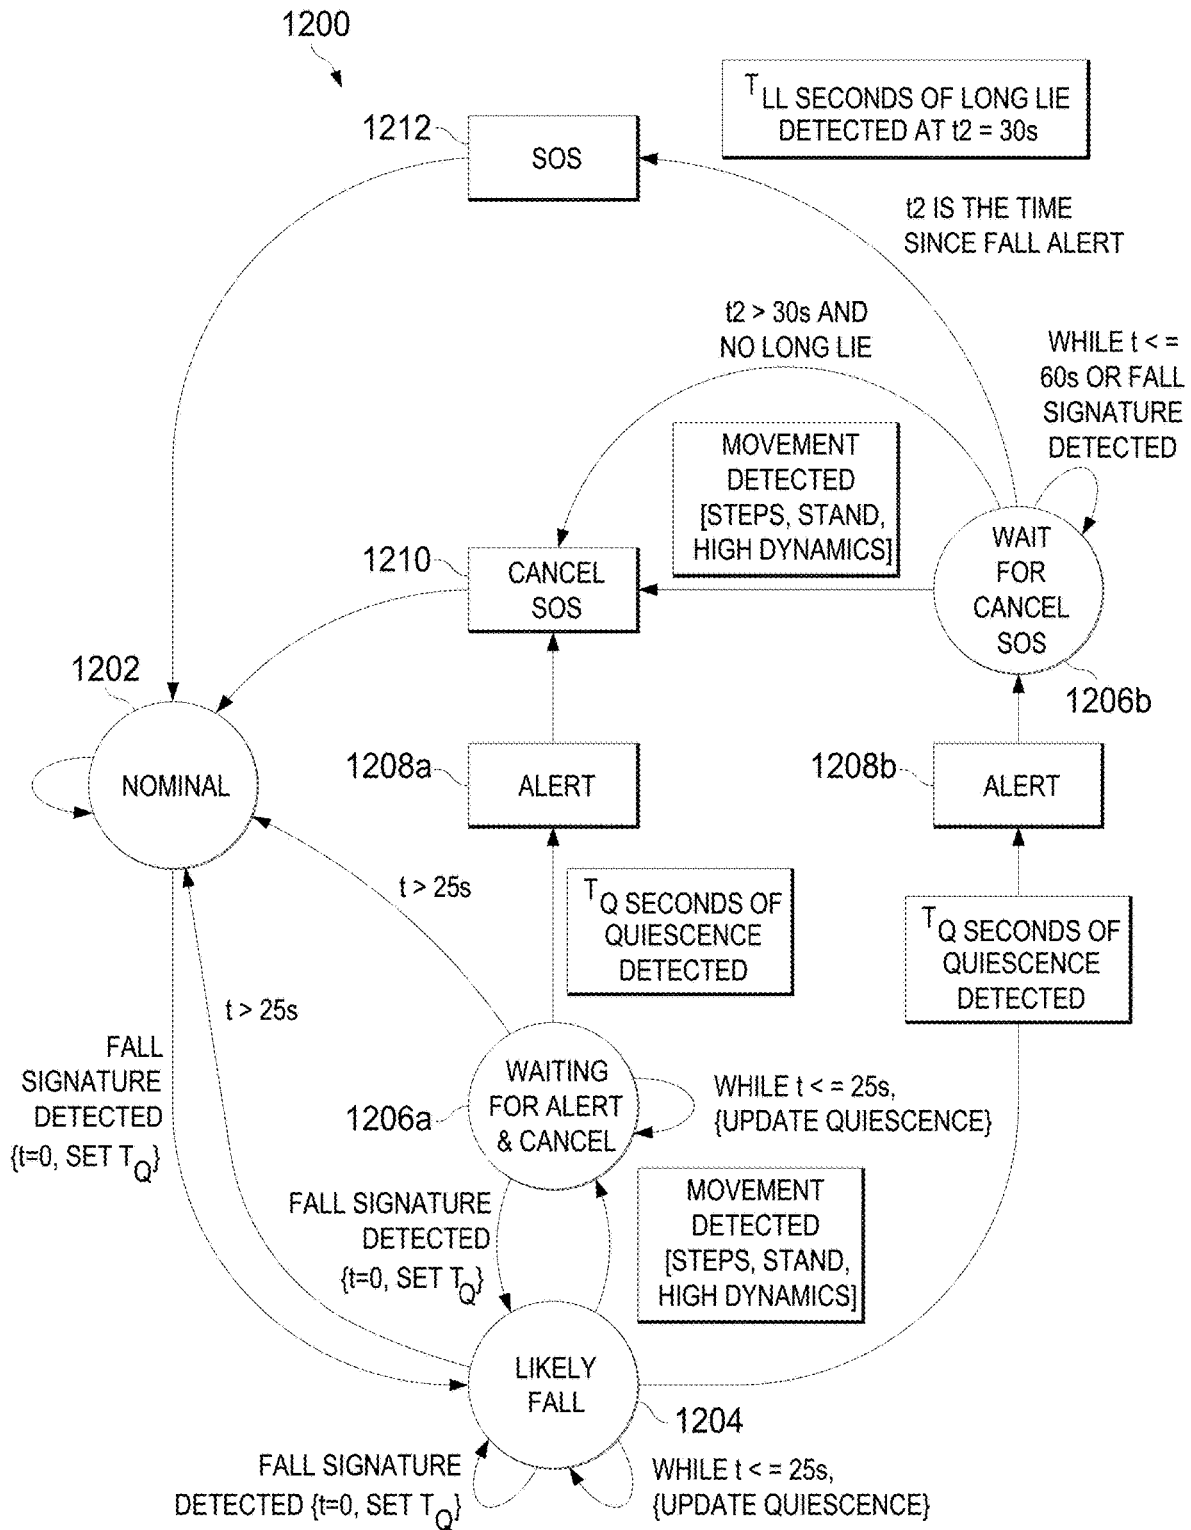 1200
T LL SECONDS OF LONG LIE
DETECTED AT t2 = 30s
1212
SOS
t2 IS THE TIME
SINCE FALL ALERT
t2 > 30s AND
NO LONG LIE
WHILE t < =
60s OR FALL
SIGNATURE
DETECTED
MOVEMENT
DETECTED
[STEPS, STAND,
HIGH DYNAMICS]
1210
CANCEL
SOS
WAIT
FOR
CANCEL
SOS
1202
1206b
NOMINAL
1208a
ALERT
1208b
ALERT
t > 25s
T Q SECONDS OF
QUIESCENCE
DETECTED
T Q SECONDS OF
QUIESCENCE
DETECTED
t > 25s
FALL
SIGNATURE
DETECTED
{t=0, SET TQ}
1206a
WAITING
FOR ALERT
& CANCEL
WHILE t < = 25s,
{UPDATE QUIESCENCE}
FALL SIGNATURE
DETECTED
{t=0, SET TQ}
MOVEMENT
DETECTED
[STEPS, STAND,
HIGH DYNAMICS]
LIKELY
FALL
1204
FALL SIGNATURE
DETECTED {t=0, SET TQ}
WHILE t < = 25s,
{UPDATE QUIESCENCE}